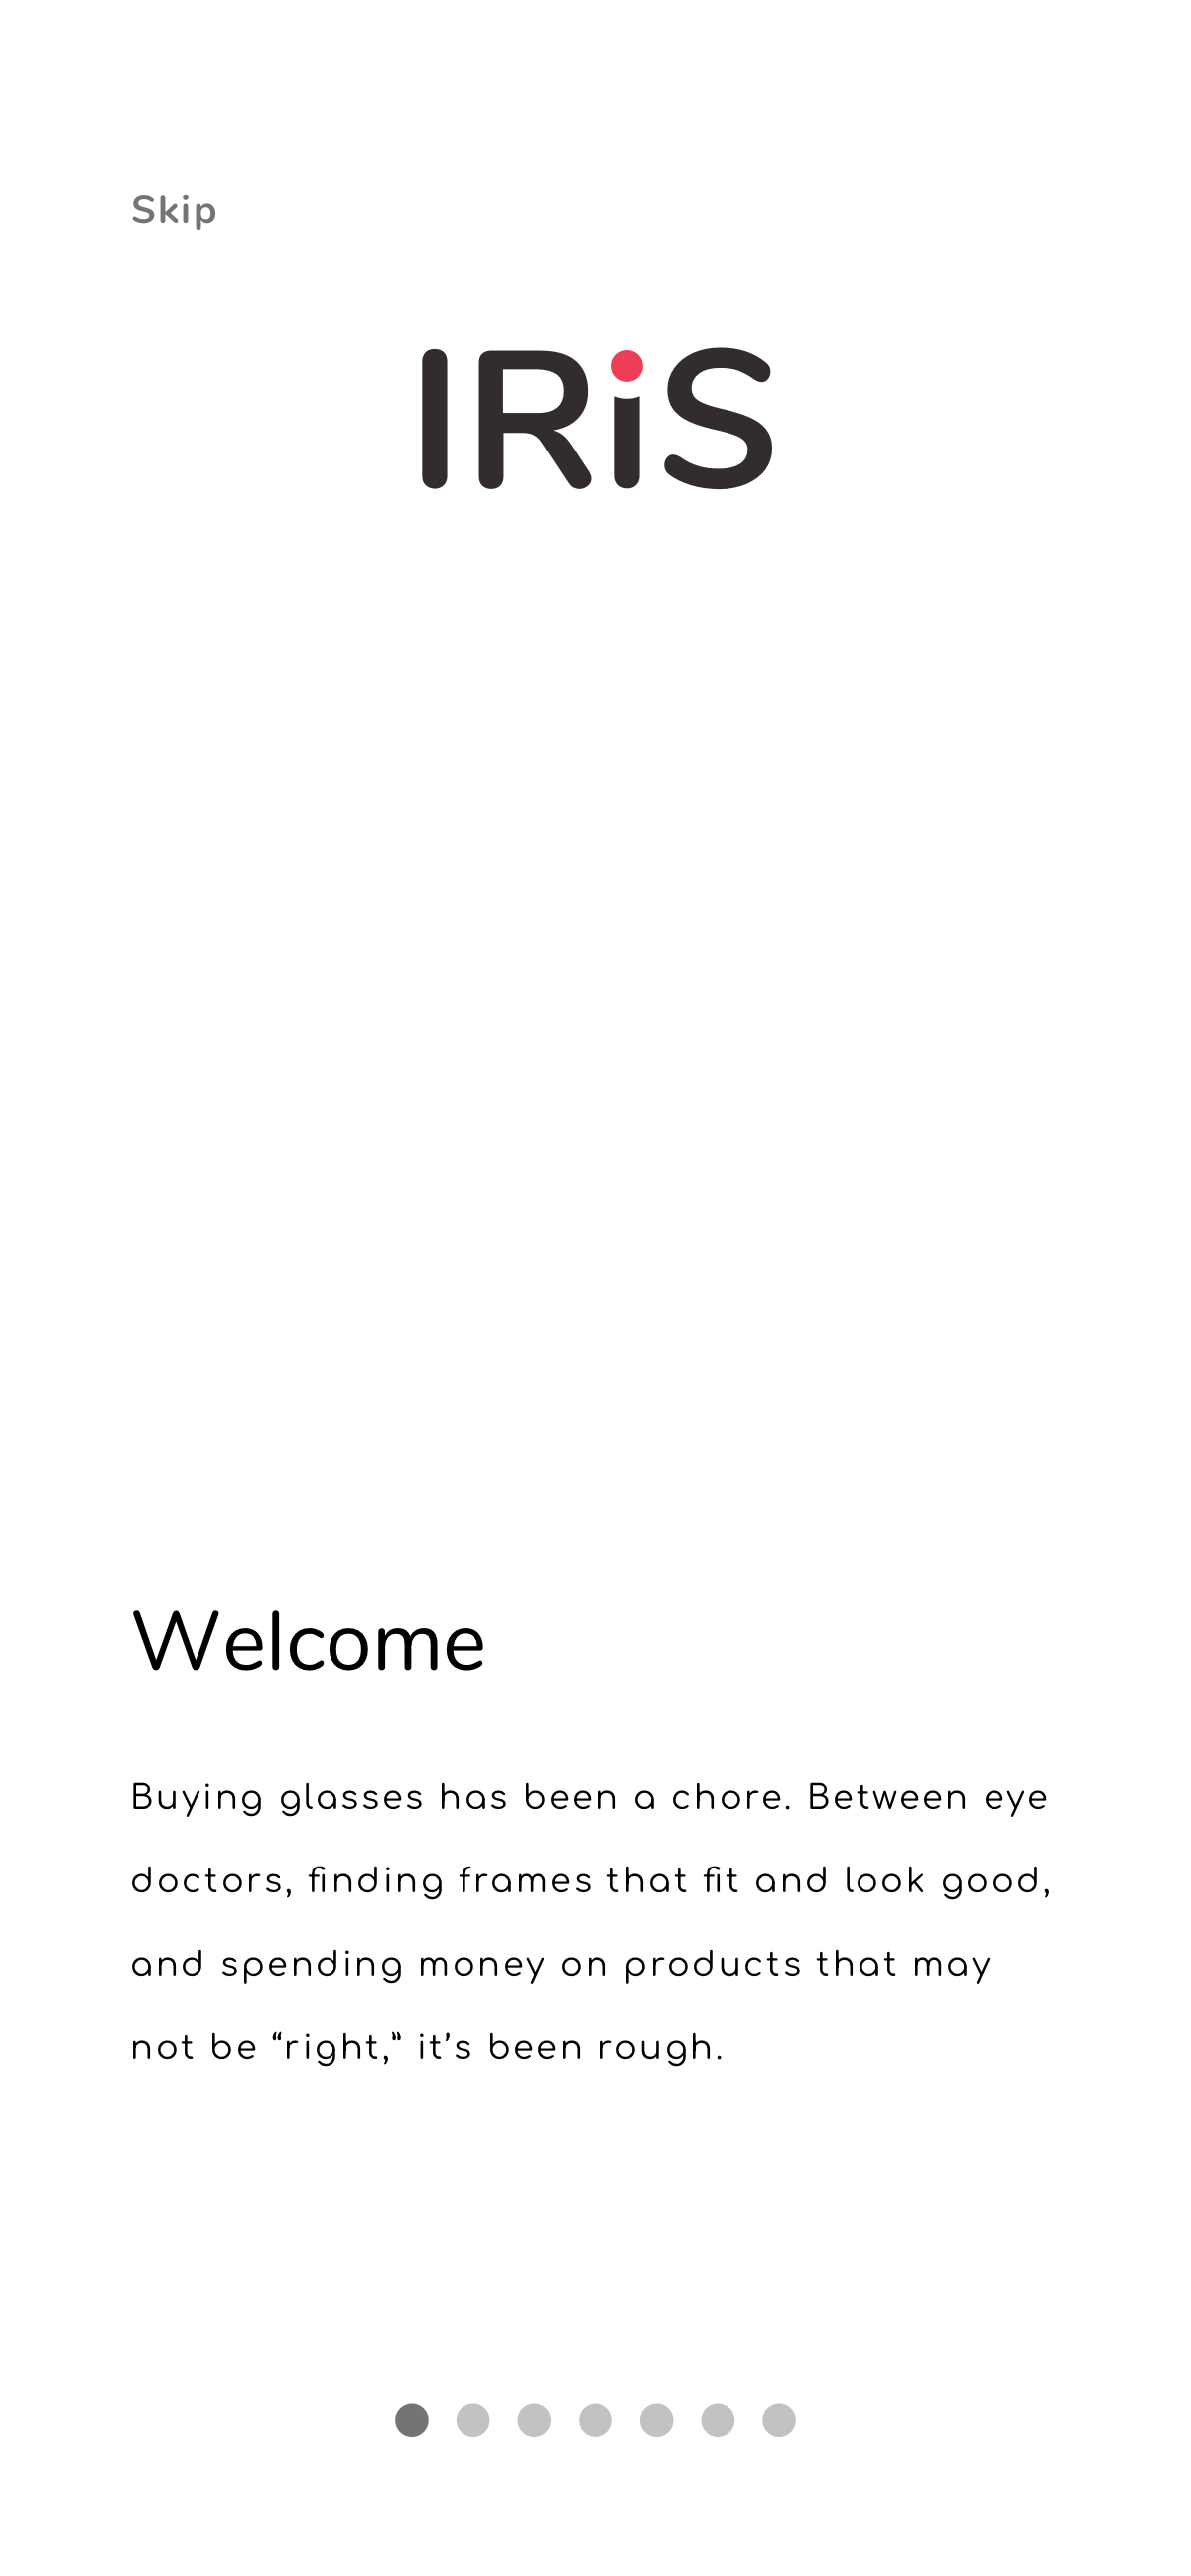 Skip
IRiS
Welcome
Buying glasses has been a chore. Between eye
doctors, finding frames that fit and look good,
and spending money on products that may
not be “right,” it’s been rough.